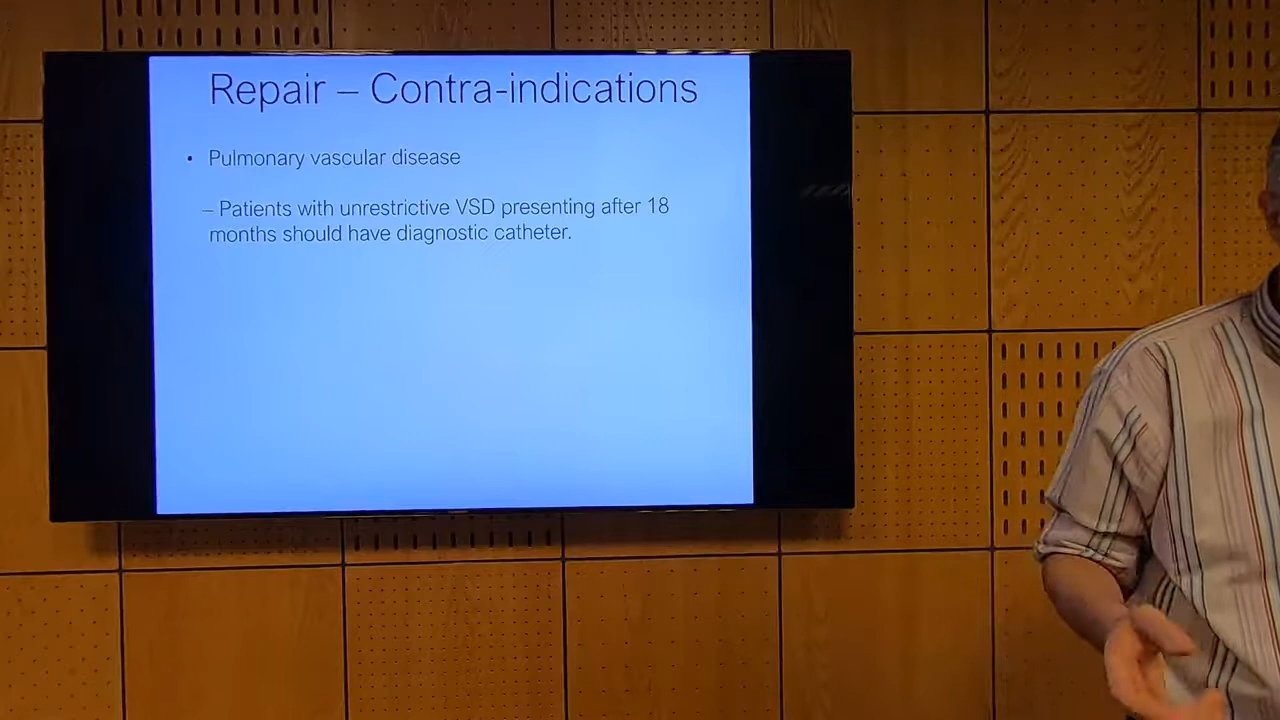 Repair – Contra-indications
• Pulmonary vascular disease
– Patients with unrestrictive VSD presenting after 18
months should have diagnostic catheter.